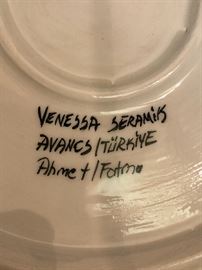 VENESSA SERAMİK
AVANOS/TÜRKİYE
Ahmet/Fatma